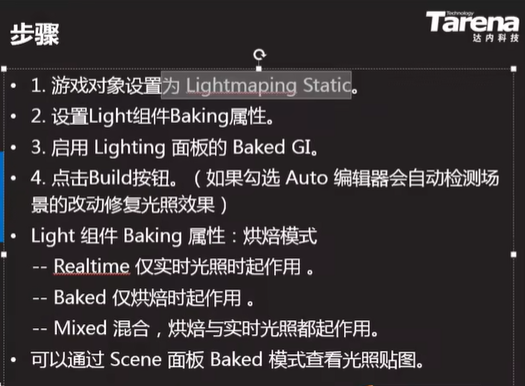 步骤
Technology
Tarena
达内科技
• 1. 游戏对象设置为 Lightmaping Static。
• 2. 设置Light组件Baking属性。
• 3. 启用 Lighting 面板的 Baked GI。
• 4. 点击Build按钮。（如果勾选 Auto 编辑器会自动检测场
景的改动修复光照效果）
• Light 组件 Baking 属性：烘焙模式
-- Realtime 仅实时光照时起作用 。
-- Baked 仅烘焙时起作用 。
-- Mixed 混合，烘焙与实时光照都起作用。
• 可以通过 Scene 面板 Baked 模式查看光照贴图。